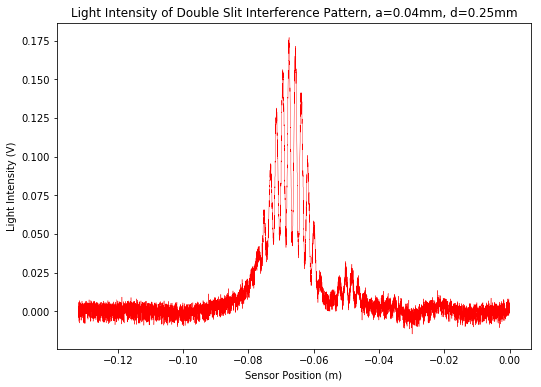 Light Intensity of Double Slit Interference Pattern, a=0.04mm, d=0.25mm
Light Intensity (V)
0.175
0.150
0.125
0.100
0.075
0.050
0.025
0.000
−0.12 −0.10 −0.08 −0.06 −0.04 −0.02 0.00
Sensor Position (m)